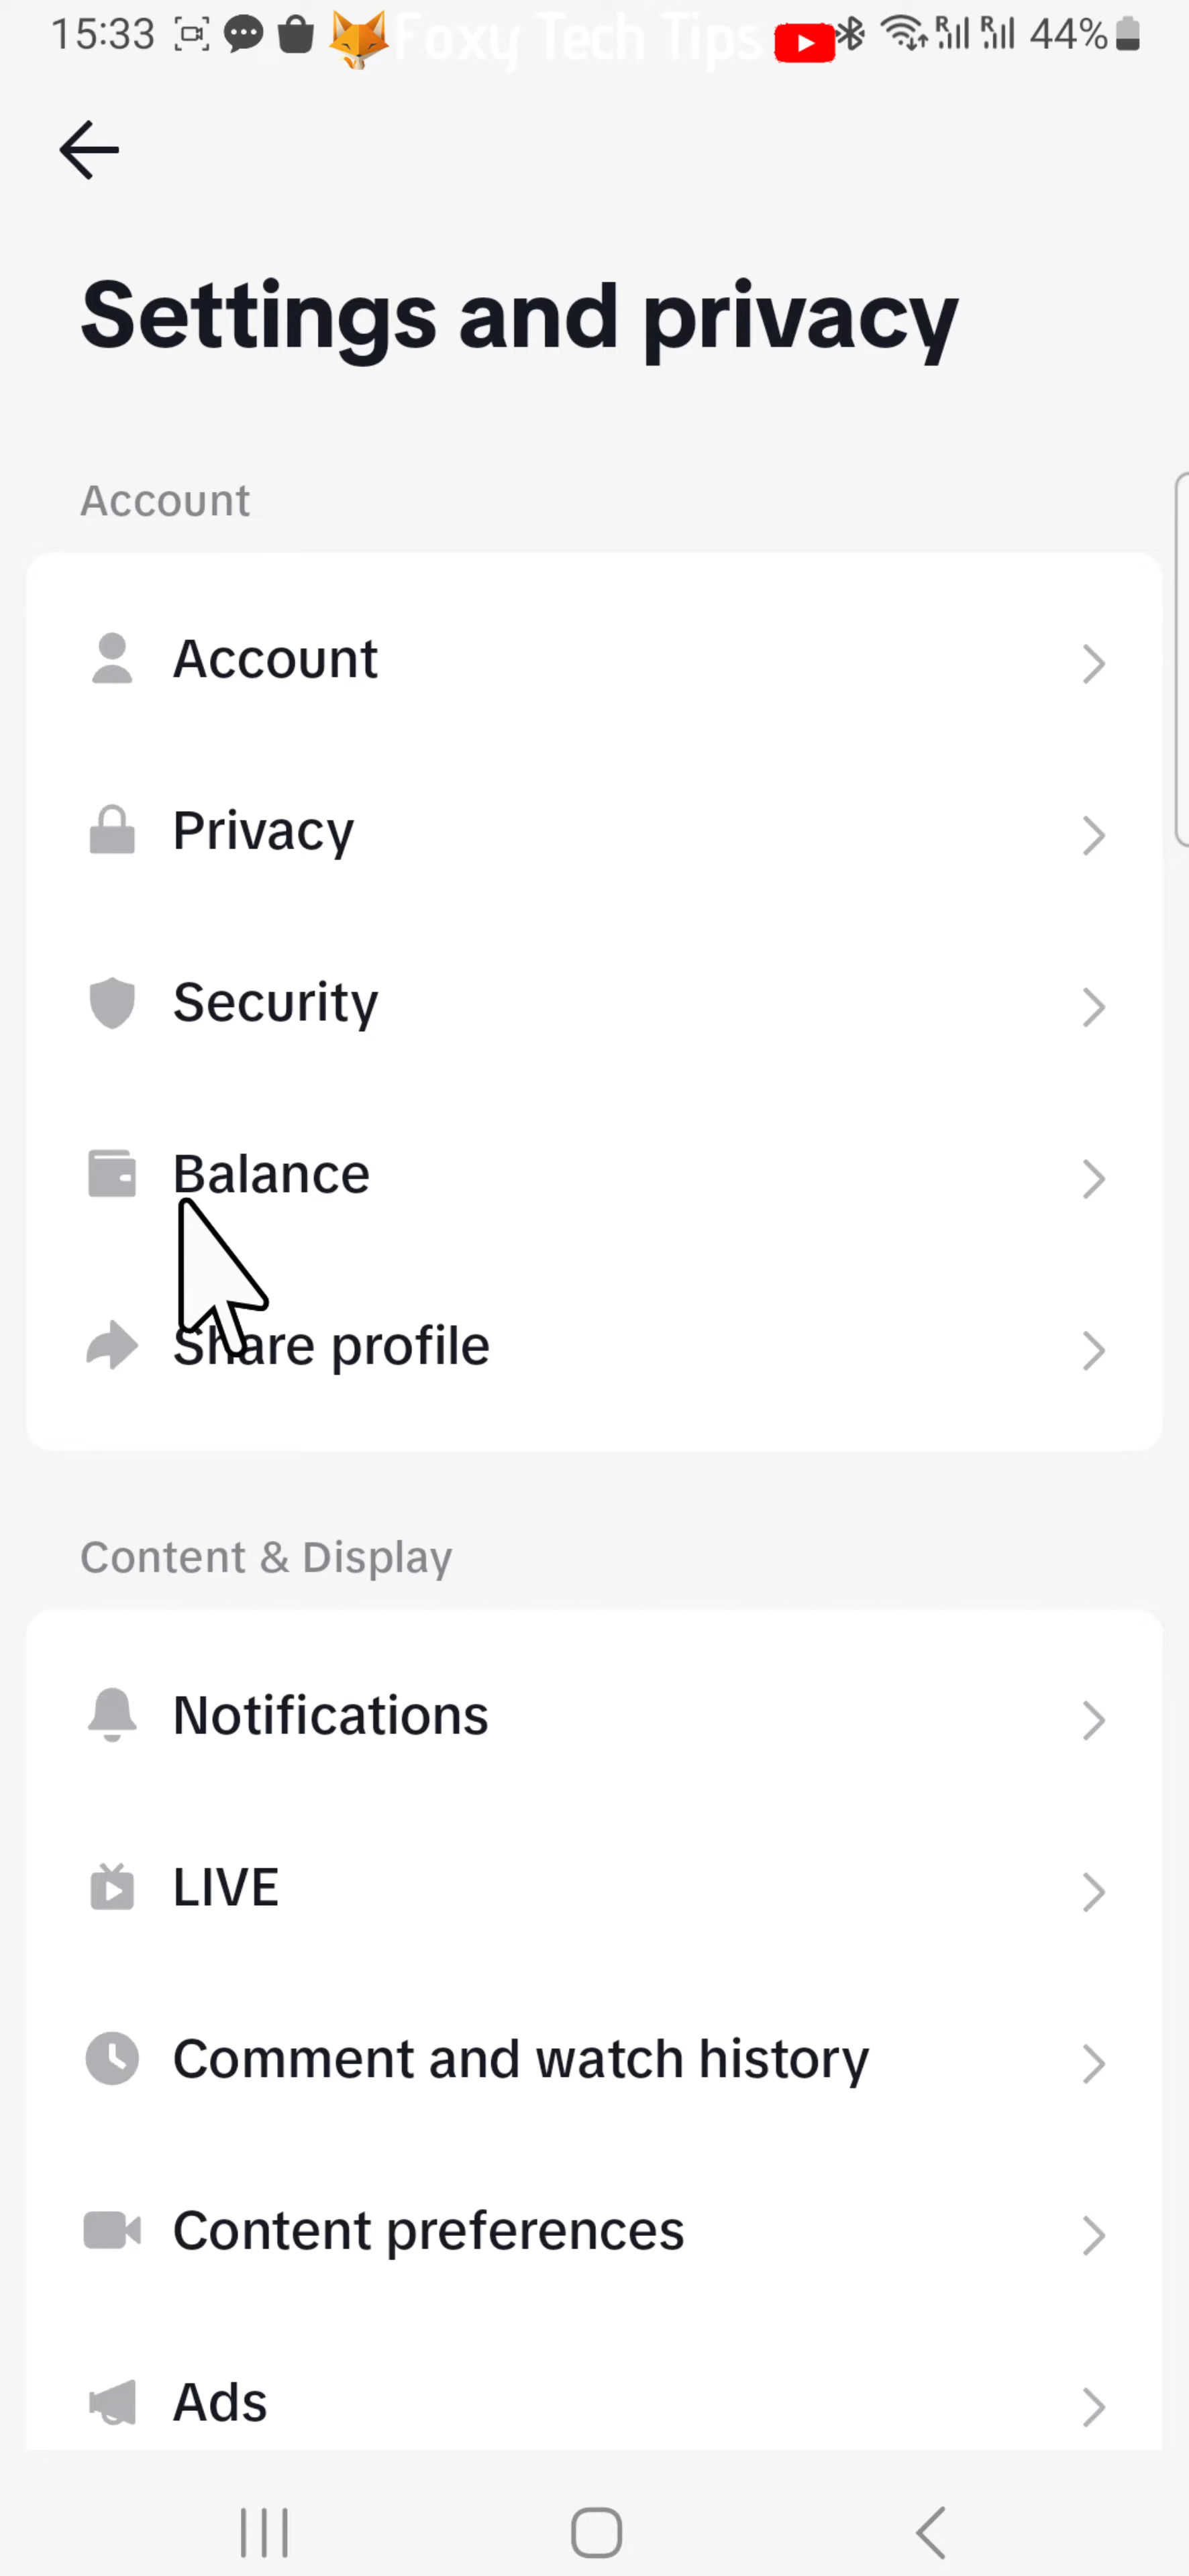 15:33 Foxy Tech Tips 44%
Settings and privacy
Account
Account
Privacy
Security
Balance
Share profile
Content & Display
Notifications
LIVE
Comment and watch history
Content preferences
Ads